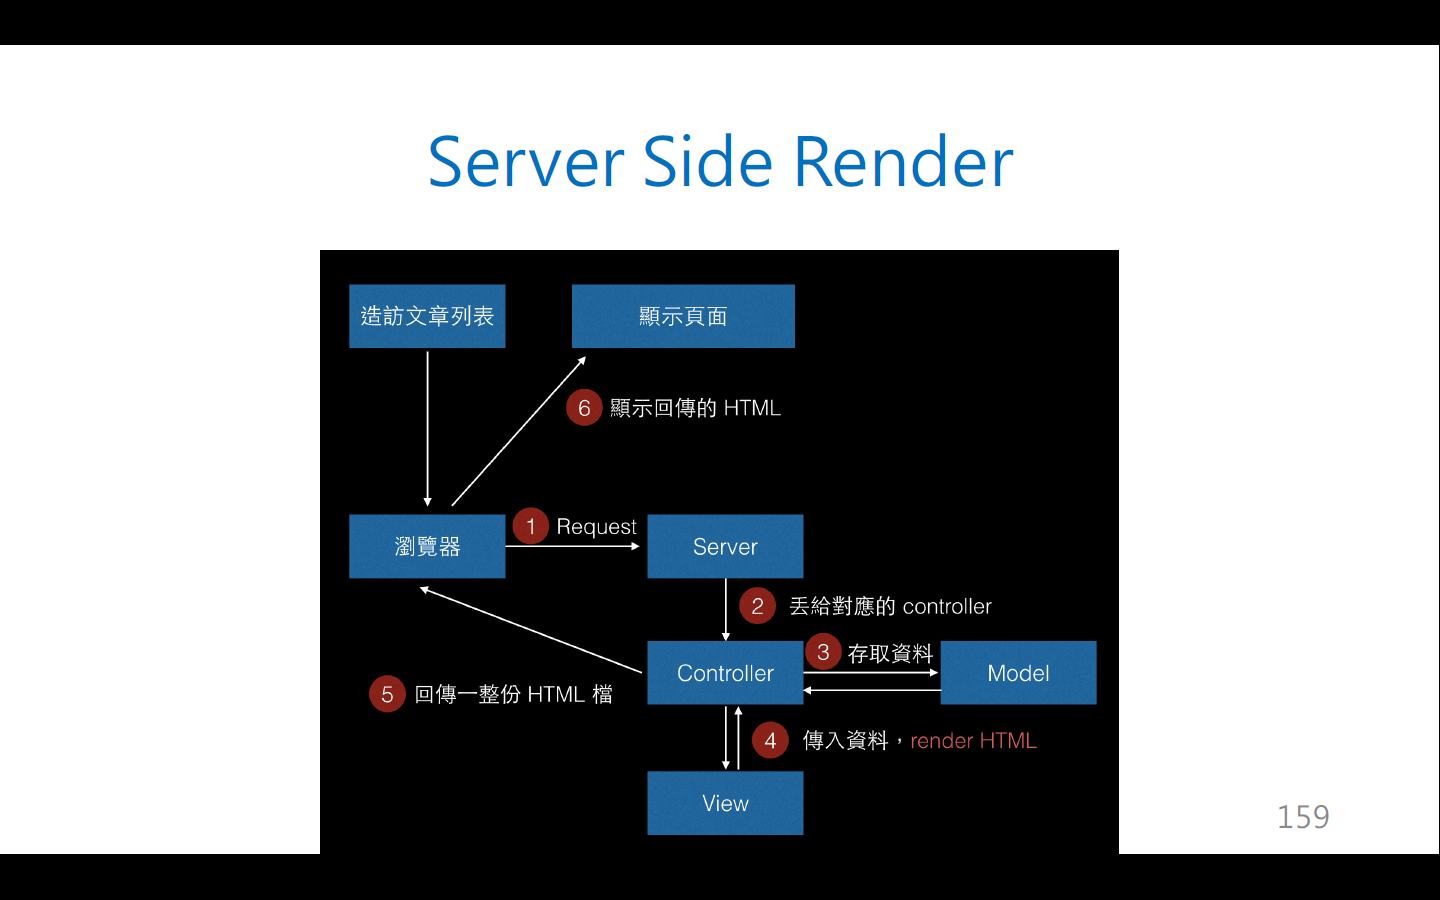 Server Side Render
造訪文章列表
顯示頁面
6 顯示回傳的 HTML
瀏覽器
1 Request
Server
2 丟給對應的 controller
Controller
3 存取資料
Model
5 回傳一整份 HTML 檔
4 傳入資料，render HTML
View
159